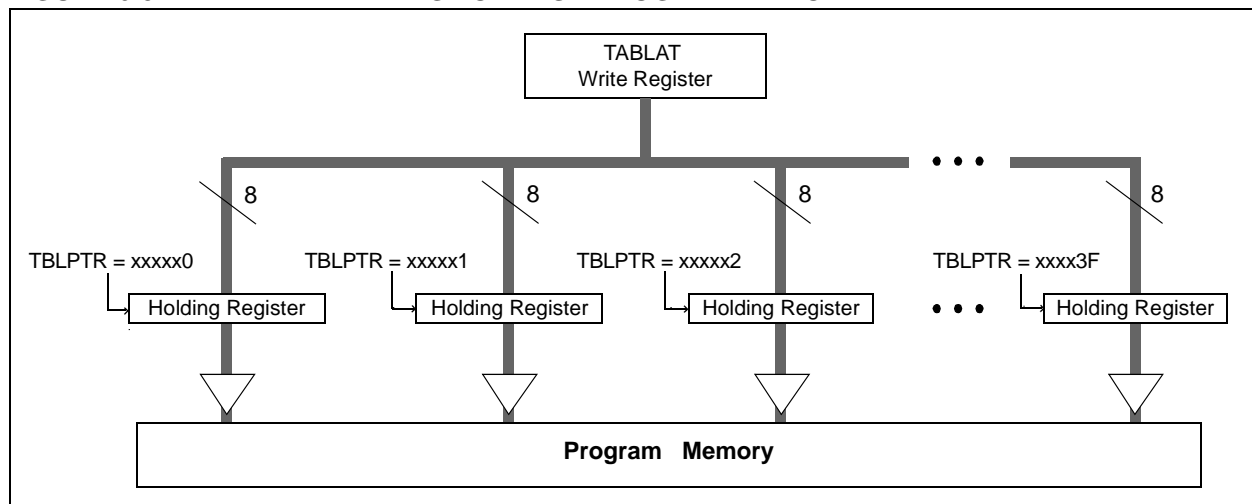 TABLAT
Write Register
8
8
8
8
TBLPTR = xxxxx0
TBLPTR = xxxxx1
TBLPTR = xxxxx2
TBLPTR = xxxx3F
Holding Register
Holding Register
Holding Register
Holding Register
Program Memory